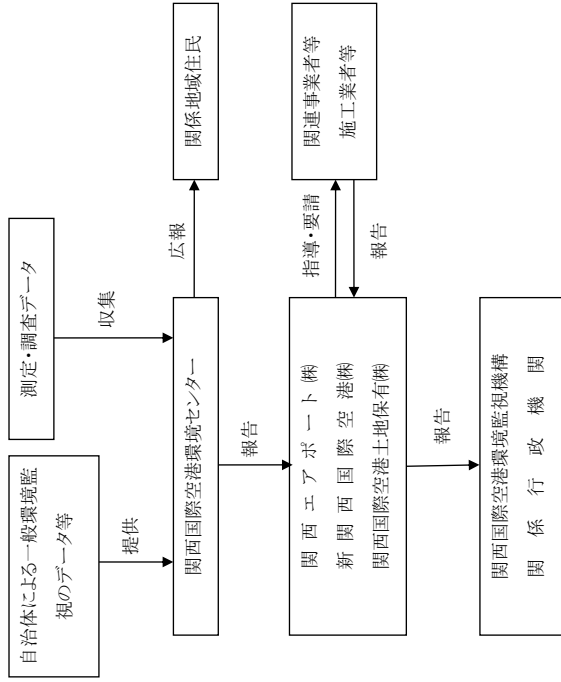 測定・調査データ
自治体による一般環境監
視のデータ等
収集
提供
関西国際空港環境センター
広報
関係地域住民
報告
関西エアポート㈱
新関西国際空港㈱
関西国際空港土地保有㈱
指導・要請
報告
関連事業者等
施工業者等
報告
関西国際空港環境監視機構
関係行政機関